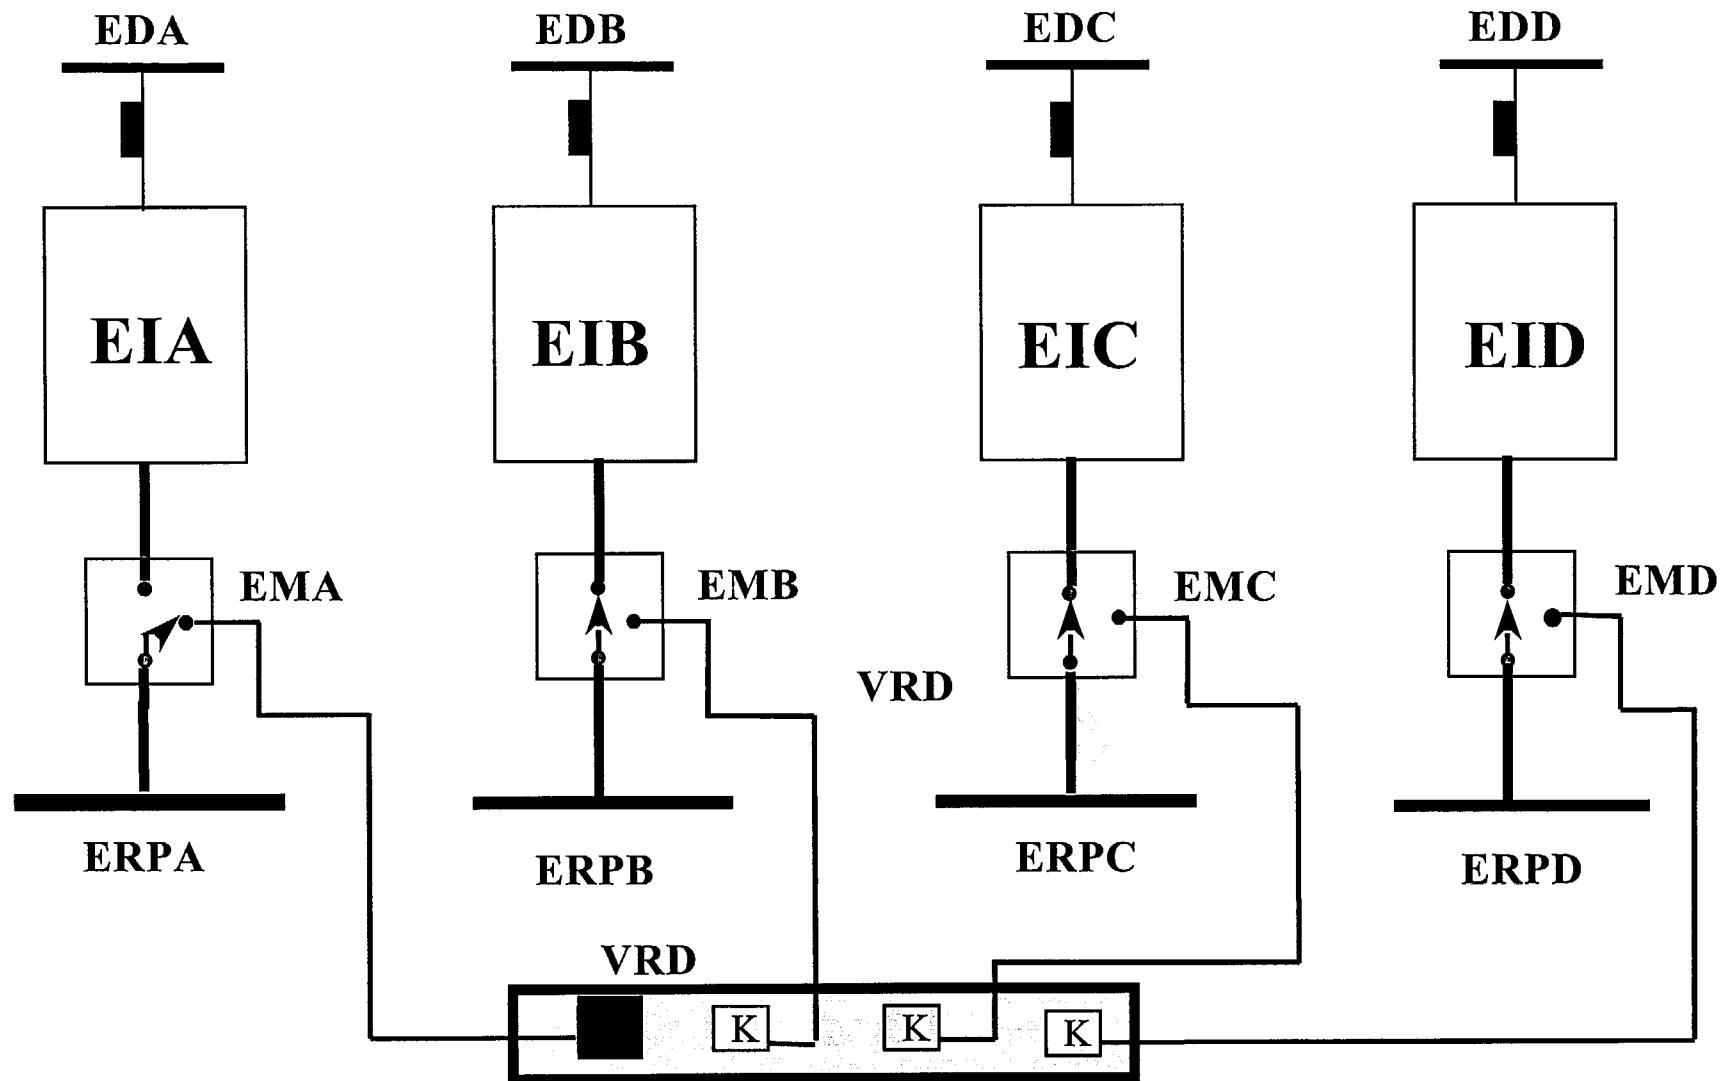 EDA
EDB
EDC
EDD
EIA
EIB
EIC
EID
EMA
EMB
EMC
EMD
VRD
ERPA
ERPB
ERPC
ERPD
VRD
K
K
K